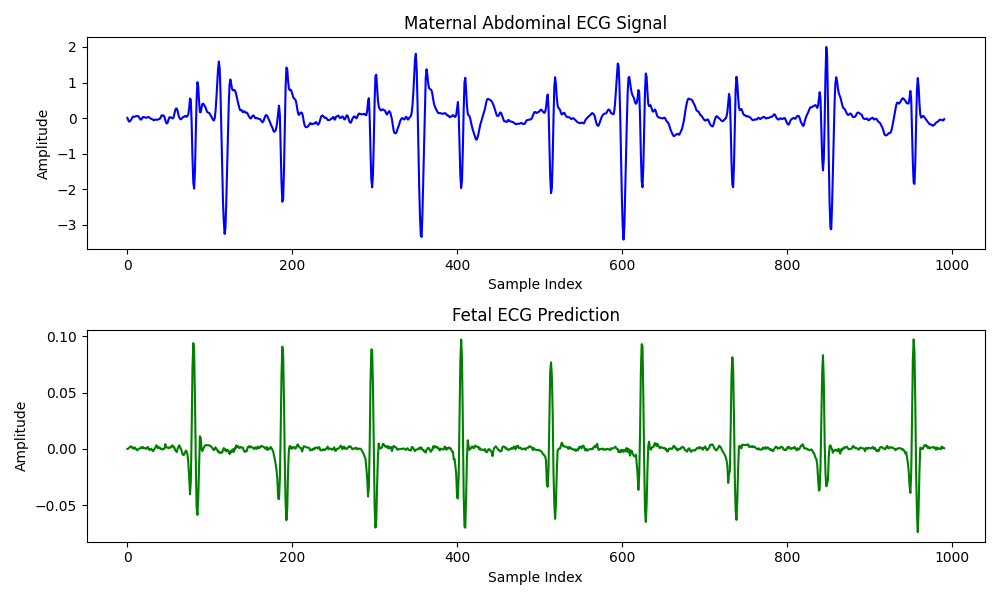 Maternal Abdominal ECG Signal
Amplitude
2
1
0
−1
−2
−3
0 200 400 600 800 1000
Sample Index
Fetal ECG Prediction
Amplitude
0.10
0.05
0.00
−0.05
0 200 400 600 800 1000
Sample Index